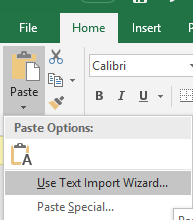 File Home Insert
Calibri
Paste
B I U
Paste Options:
A
Use Text Import Wizard...
Paste Special...